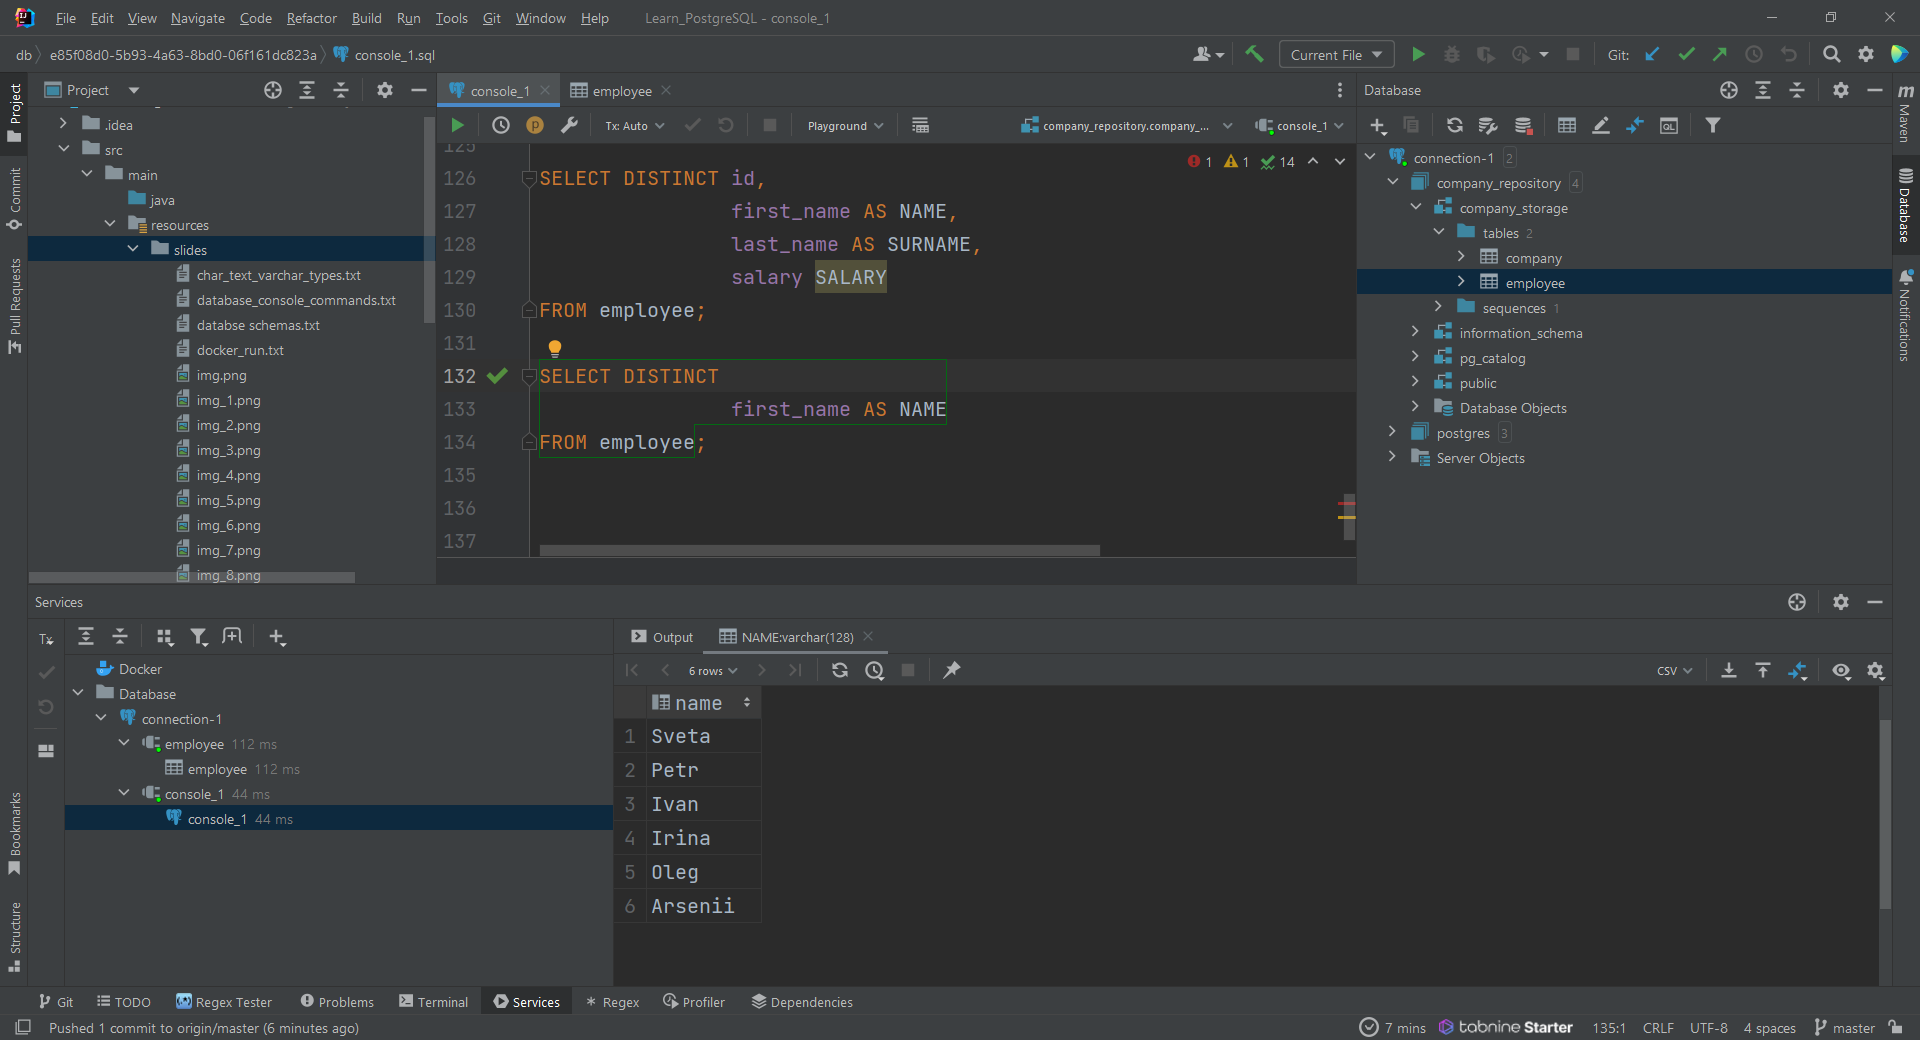 File Edit View Navigate Code Refactor Build Run Tools Git Window Help Learn_PostgreSQL - console_1
db e85f08d0-5b93-4a63-8bd0-06f161dc823a console_1.sql
Current File
Git:
Project
console_1
employee
Database
.idea
src
main
java
resources
slides
char_text_varchar_types.txt
database_console_commands.txt
databse schemas.txt
docker_run.txt
img.png
img_1.png
img_2.png
img_3.png
img_4.png
img_5.png
img_6.png
img_7.png
img_8.png
Tx: Auto
Playground
company_repository.company_...
console_1
1 1 14
125
126 SELECT DISTINCT id,
127 first_name AS NAME,
128 last_name AS SURNAME,
129 salary SALARY
130 FROM employee;
131
132 SELECT DISTINCT
133 first_name AS NAME
134 FROM employee;
135
136
137
connection-1 2
company_repository 4
company_storage
tables 2
company
employee
sequences 1
information_schema
pg_catalog
public
Database Objects
postgres 3
Server Objects
Project
Commit
Pull Requests
Bookmarks
Structure
Maven
Database
Notifications
Services
Tx
Docker
Database
connection-1
employee 112 ms
employee 112 ms
console_1 44 ms
console_1 44 ms
Output
NAME:varchar(128)
6 rows
CSV
name
1 Sveta
2 Petr
3 Ivan
4 Irina
5 Oleg
6 Arsenii
Git TODO Regex Tester Problems Terminal Services Regex Profiler Dependencies
Pushed 1 commit to origin/master (6 minutes ago)
7 mins tabnine Starter 135:1 CRLF UTF-8 4 spaces master